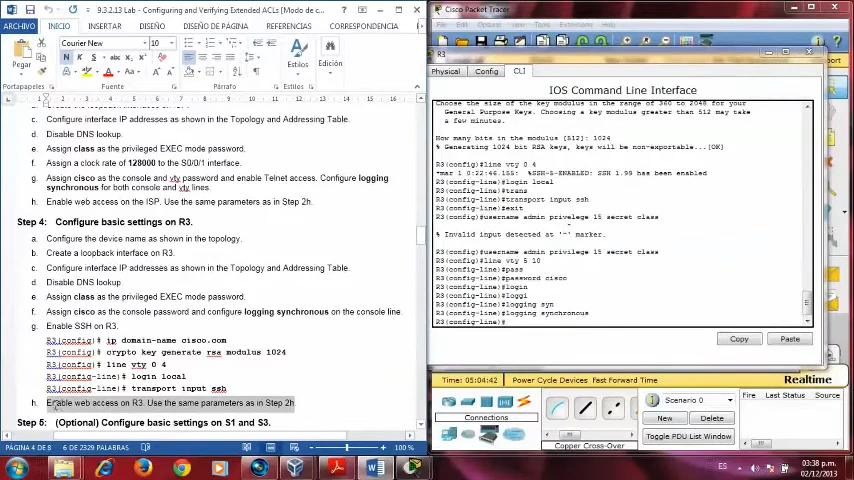 9.3.2.13 Lab - Configuring and Verifying Extended ACLs [Modo de c...
ARCHIVO INICIO INSERTAR DISEÑO DISEÑO DE PÁGINA REFERENCIAS CORRESPONDENCIA
Courier New 10
Pegar
Portapapeles
Fuente
Párrafo
Estilos
Estilos
Edición
c. Configure interface IP addresses as shown in the Topology and Addressing Table.
d. Disable DNS lookup.
e. Assign class as the privileged EXEC mode password.
f. Assign a clock rate of 128000 to the S0/0/1 interface.
g. Assign cisco as the console and vty password and enable Telnet access. Configure logging
synchronous for both console and vty lines.
h. Enable web access on the ISP. Use the same parameters as in Step 2h.
Step 4: Configure basic settings on R3.
a. Configure the device name as shown in the topology.
b. Create a loopback interface on R3.
c. Configure interface IP addresses as shown in the Topology and Addressing Table.
d. Disable DNS lookup.
e. Assign class as the privileged EXEC mode password.
f. Assign cisco as the console password and configure logging synchronous on the console line.
g. Enable SSH on R3.
R3(config)# ip domain-name cisco.com
R3(config)# crypto key generate rsa modulus 1024
R3(config)# line vty 0 4
R3(config-line)# login local
R3(config-line)# transport input ssh
h. Enable web access on R3. Use the same parameters as in Step 2h.
Step 5: (Optional) Configure basic settings on S1 and S3.
PÁGINA 4 DE 8 6 DE 2329 PALABRAS 100 %
Cisco Packet Tracer
R3
Physical Config CLI
IOS Command Line Interface
Choose the size of the key modulus in the range of 360 to 2048 for your
General Purpose Keys. Choosing a key modulus greater than 512 may take
a few minutes.
How many bits in the modulus [512]: 1024
% Generating 1024 bit RSA keys, keys will be non-exportable...[OK]
R3(config)#line vty 0 4
*mar 1 0:22:46.155: %SSH-5-ENABLED: SSH 1.99 has been enabled
R3(config-line)#login local
R3(config-line)#trans
R3(config-line)#transport input ssh
R3(config-line)#exit
R3(config)#username admin privelege 15 secret class
^
% Invalid input detected at '^' marker.
R3(config)#username admin privilege 15 secret class
R3(config)#line vty 5 10
R3(config-line)#pass
R3(config-line)#password cisco
R3(config-line)#login
R3(config-line)#loggi
R3(config-line)#logging syn
R3(config-line)#logging synchronous
R3(config-line)#
Copy Paste
Time: 05:04:42
Realtime
Connections
Copper Cross-Over
Scenario 0
New Delete
Toggle PDU List Window
Fire Last Status
ES
03:38 p.m.
02/12/2013